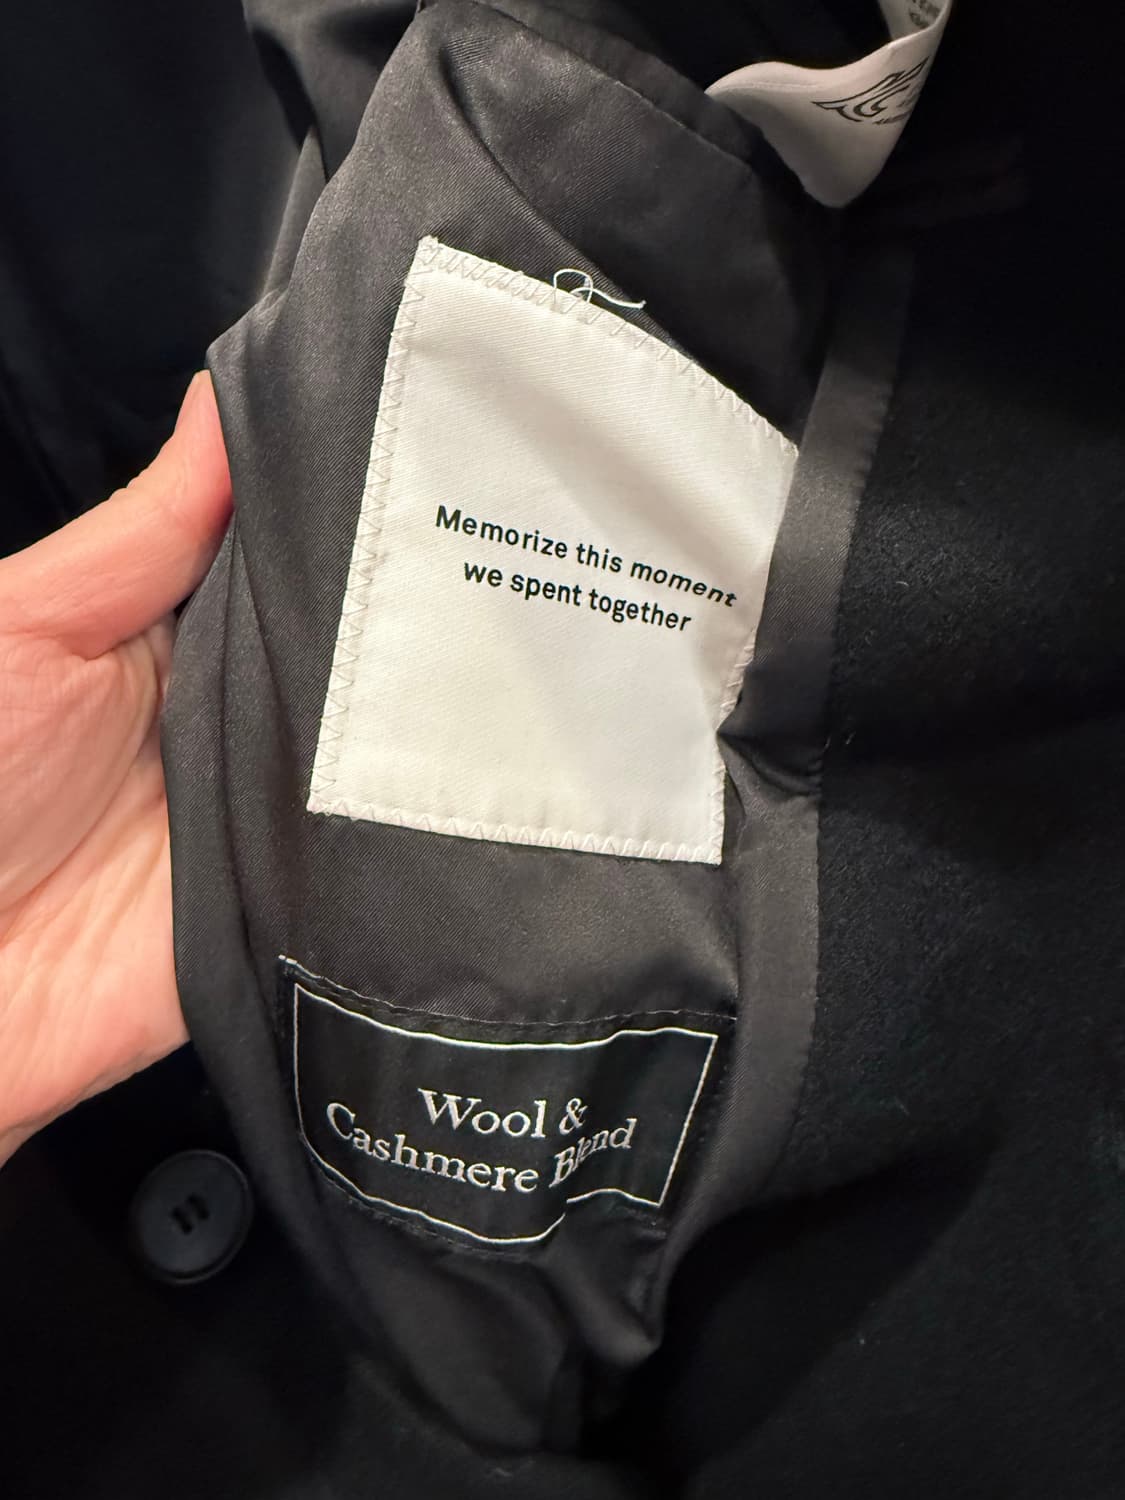 Memorize this moment
we spent together
Wool &
Cashmere Blend